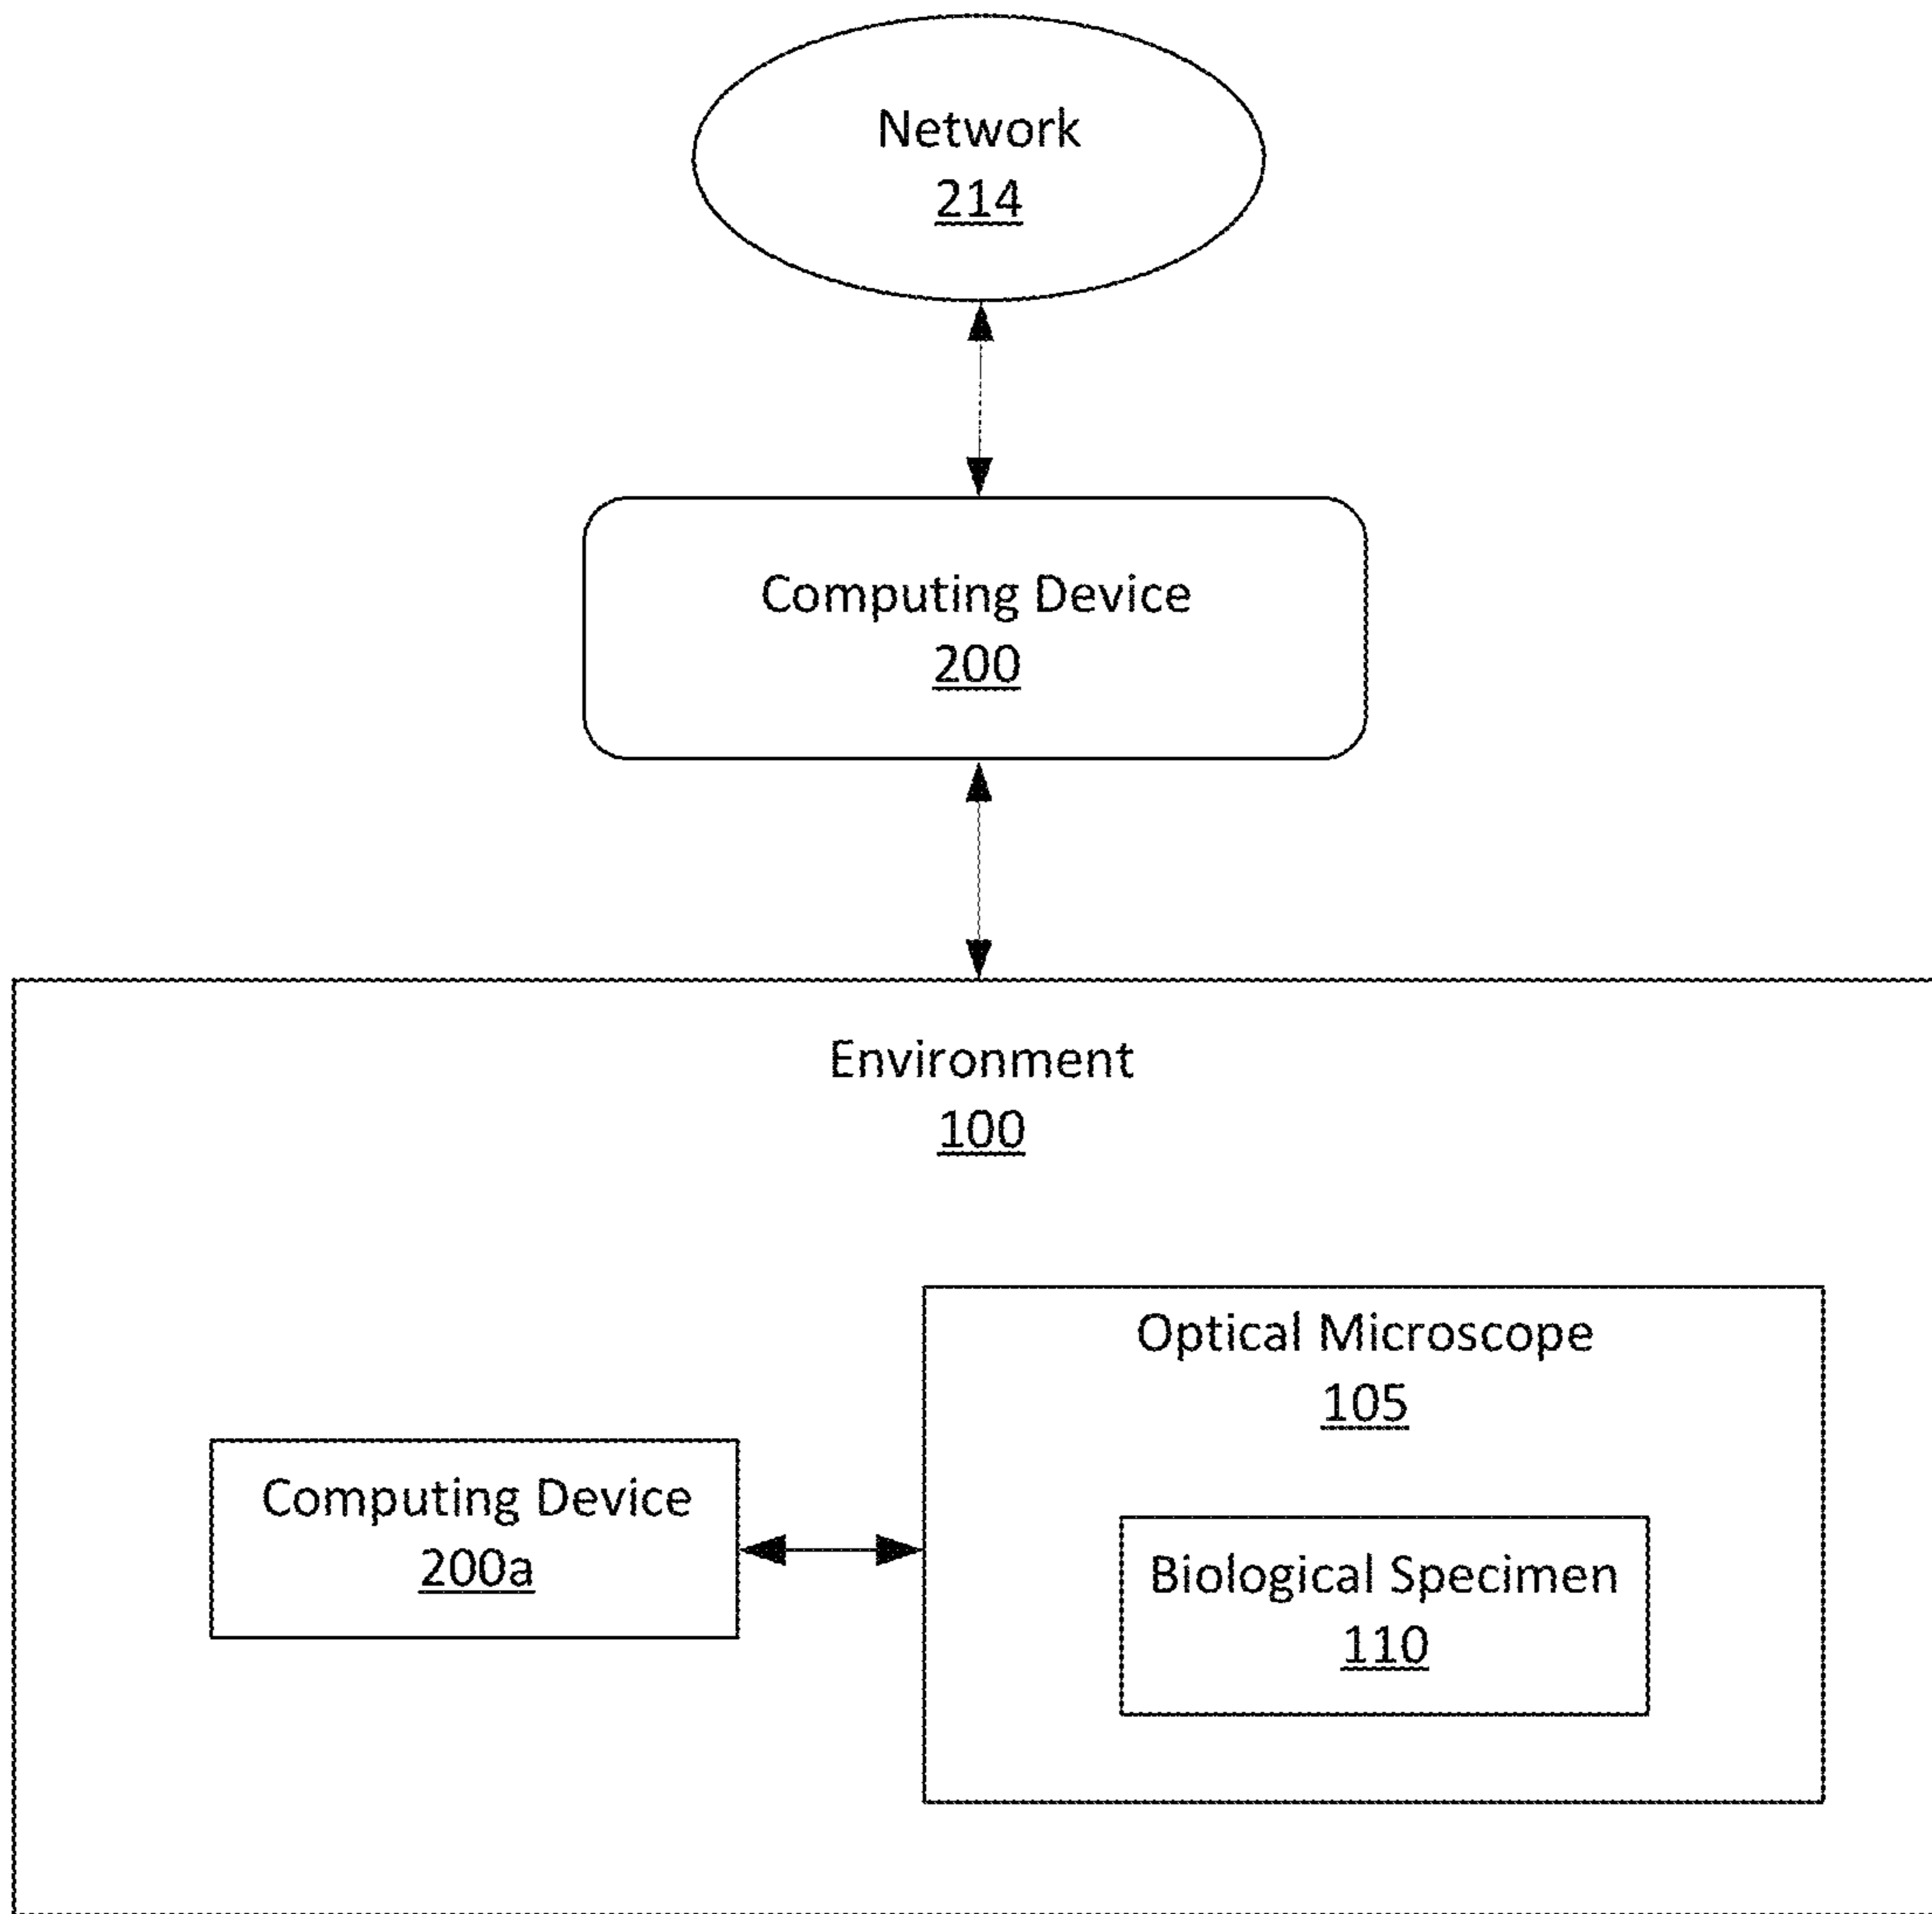 Network
214
Computing Device
200
Environment
100
Optical Microscope
105
Computing Device
200a
Biological Specimen
110